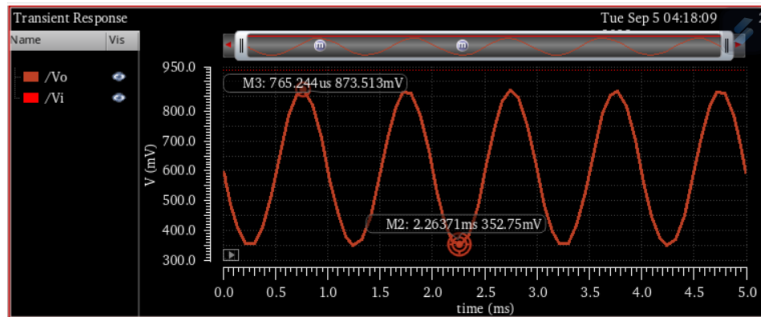 Transient Response
Tue Sep 5 04:18:09
Name Vis
/Vo
/Vi
950.0
M3: 765.244us 873.513mV
800.0
700.0
V (mV)
600.0
500.0
M2: 2.26371ms 352.75mV
400.0
300.0
0.0 0.5 1.0 1.5 2.0 2.5 3.0 3.5 4.0 4.5 5.0
time (ms)